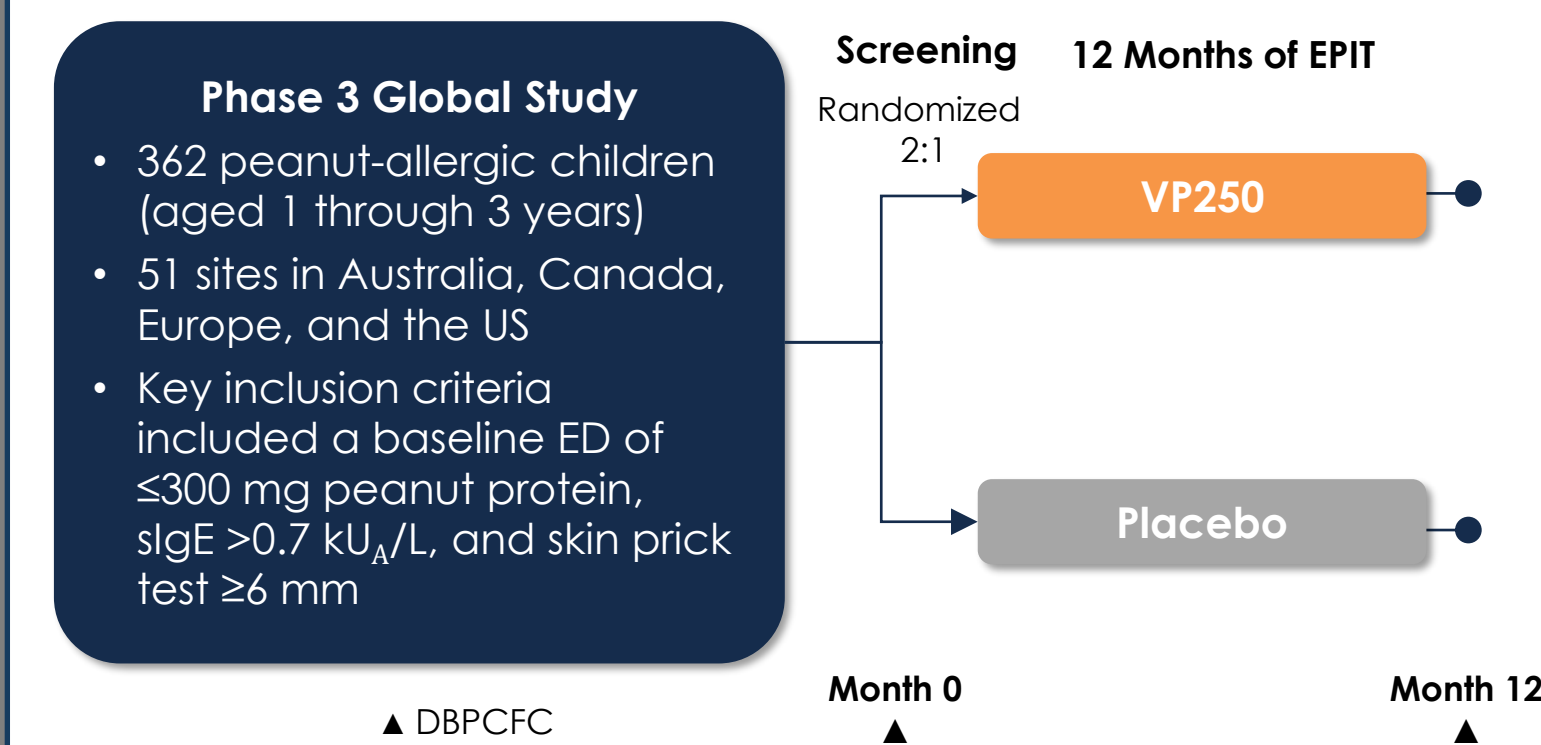 Phase 3 Global Study
• 362 peanut-allergic children
(aged 1 through 3 years)
• 51 sites in Australia, Canada,
Europe, and the US
• Key inclusion criteria
included a baseline ED of
≤300 mg peanut protein,
sIgE >0.7 kU_A/L, and skin prick
test ≥6 mm
▲ DBPCFC
Screening
Randomized
2:1
12 Months of EPIT
VP250
Placebo
Month 0
▲
Month 12
▲